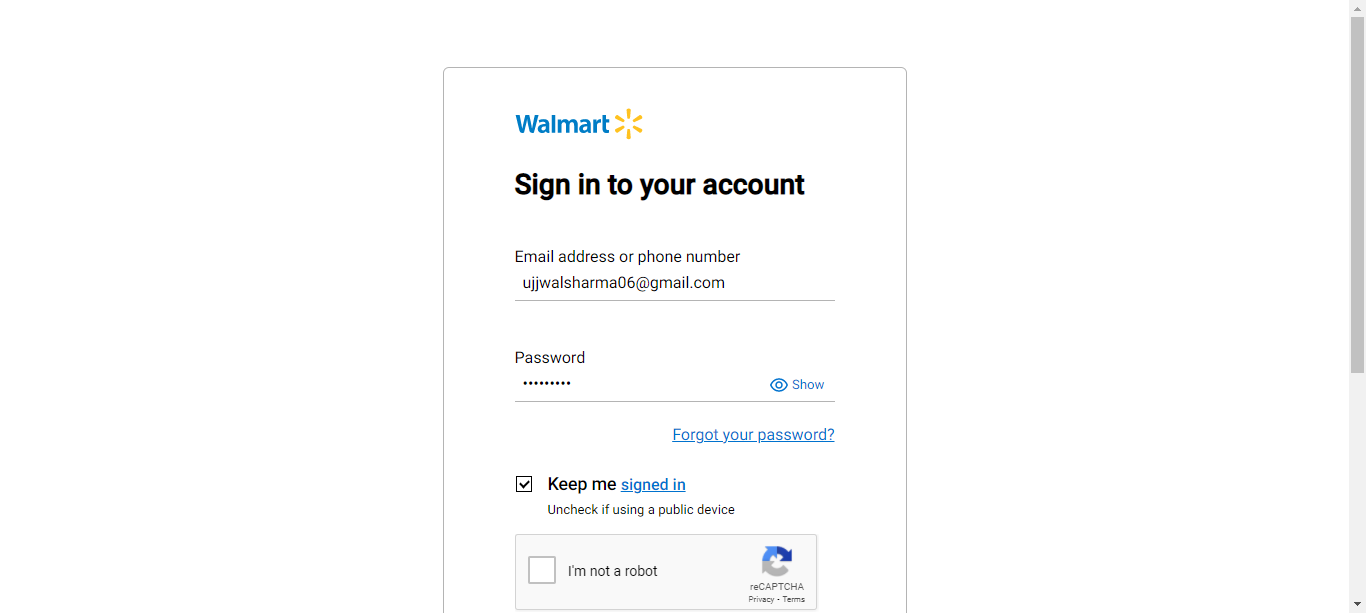 Walmart
Sign in to your account
Email address or phone number
ujjwalsharma06@gmail.com
Password
•••••••••
Show
Forgot your password?
Keep me signed in
Uncheck if using a public device
I'm not a robot
reCAPTCHA
Privacy - Terms